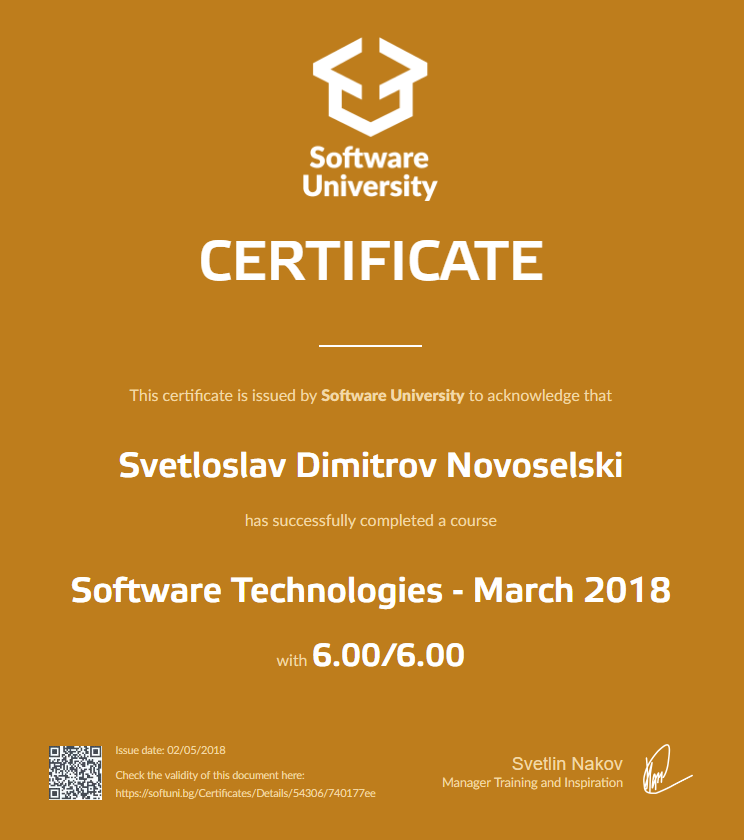 Software
University
CERTIFICATE
This certificate is issued by Software University to acknowledge that
Svetloslav Dimitrov Novoselski
has successfully completed a course
Software Technologies - March 2018
with 6.00/6.00
Issue date: 02/05/2018
Check the validity of this document here:
https://softuni.bg/Certificates/Details/54306/740177ee
Svetlin Nakov
Manager Training and Inspiration